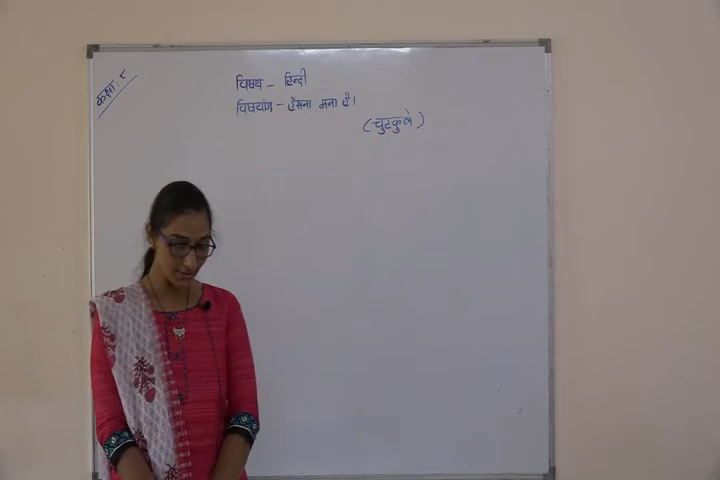 कक्षा: ८
विषय - हिन्दी
विषयांग - हँसना मना है।
(चुटकुले)